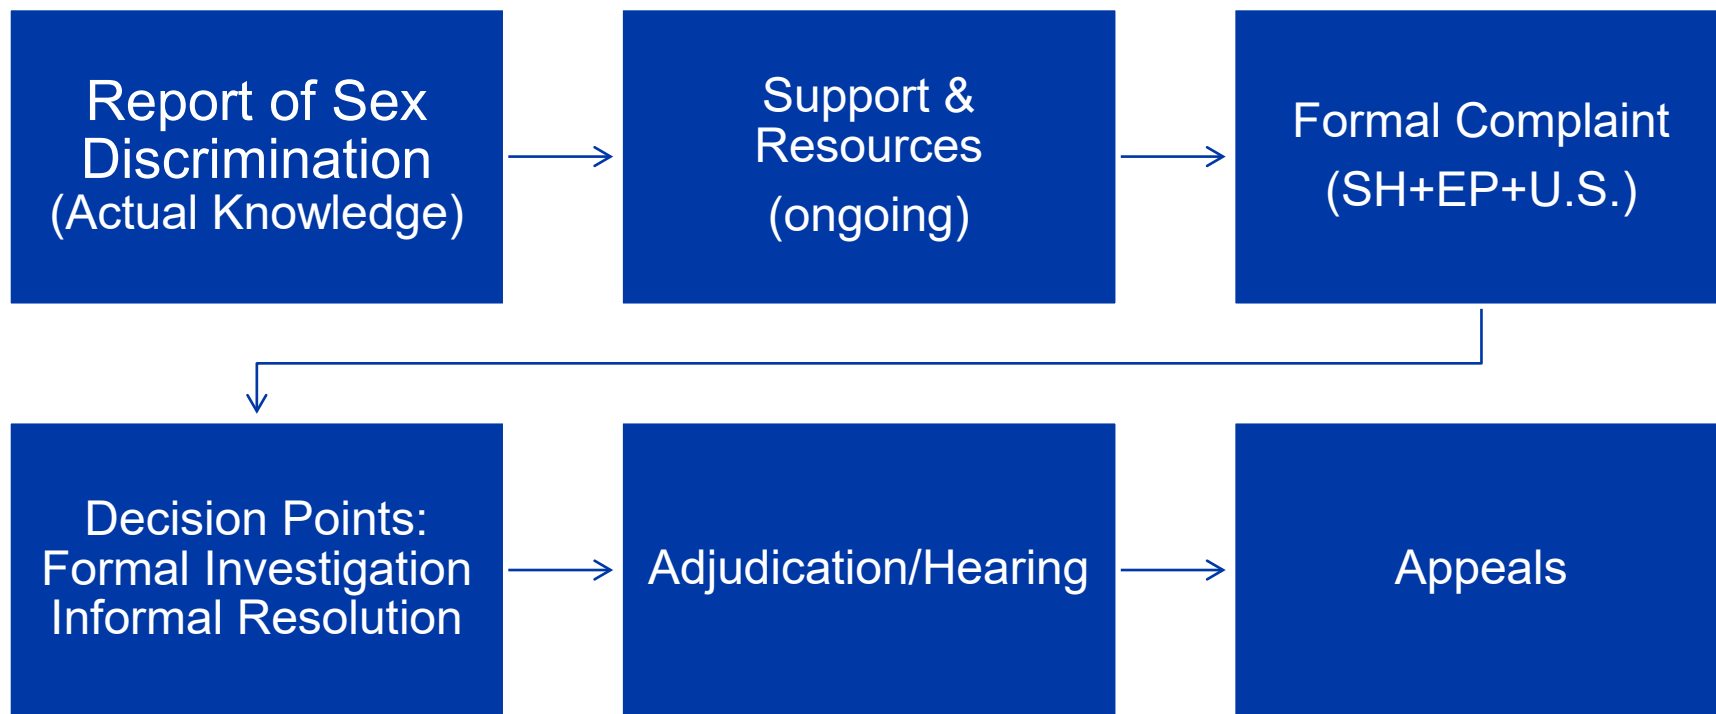 Report of Sex
Discrimination
(Actual Knowledge)
Support &
Resources
(ongoing)
Formal Complaint
(SH+EP+U.S.)
Decision Points:
Formal Investigation
Informal Resolution
Adjudication/Hearing
Appeals